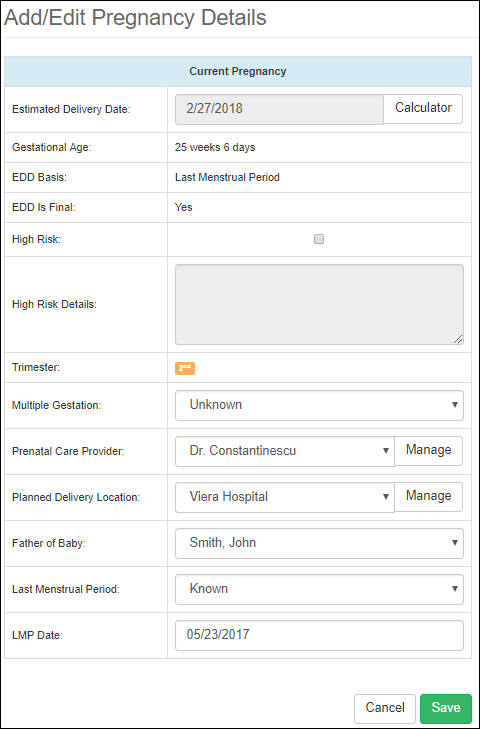 Add/Edit Pregnancy Details
Current Pregnancy
Estimated Delivery Date: 2/27/2018 Calculator
Gestational Age: 25 weeks 6 days
EDD Basis: Last Menstrual Period
EDD Is Final: Yes
High Risk:
High Risk Details:
Trimester: 2nd
Multiple Gestation: Unknown
Prenatal Care Provider: Dr. Constantinescu Manage
Planned Delivery Location: Viera Hospital Manage
Father of Baby: Smith, John
Last Menstrual Period: Known
LMP Date: 05/23/2017
Cancel Save